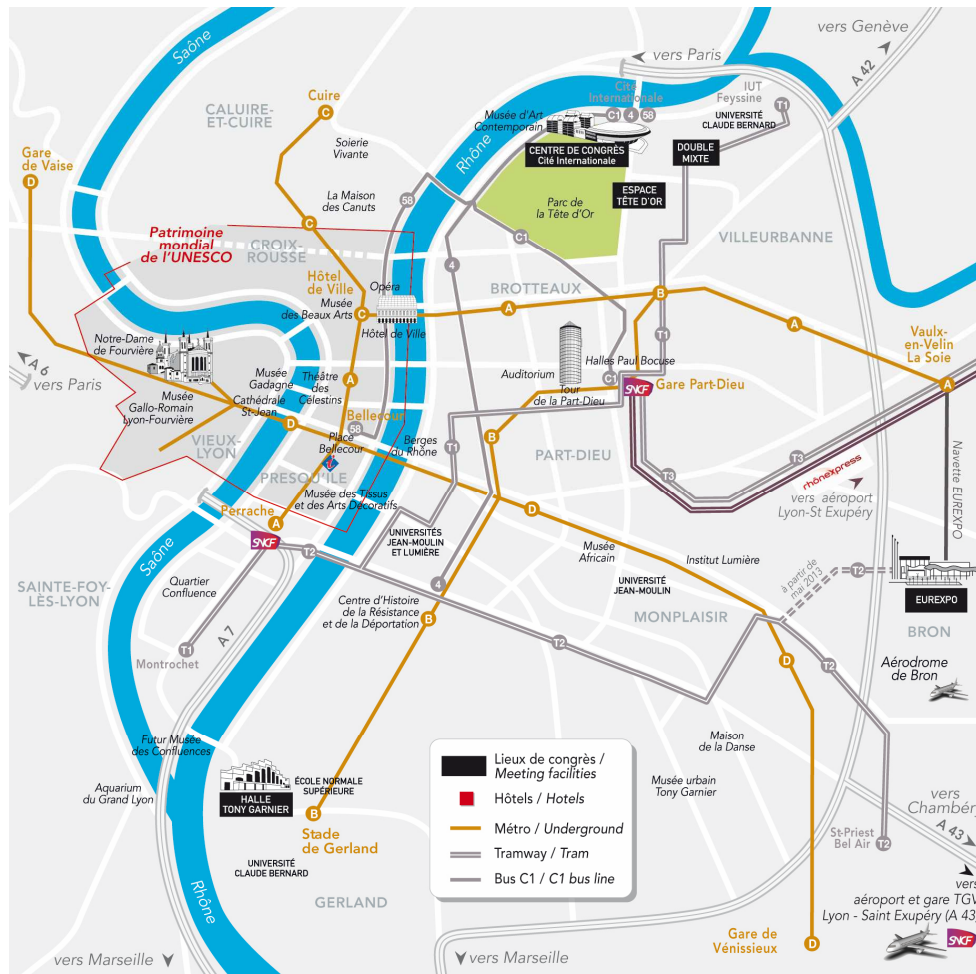 vers Genève
A 42
vers Paris
Saône
Cité
Internationale
IUT
Feyssine
T1
UNIVERSITÉ
CLAUDE BERNARD
CALUIRE-
ET-CUIRE
Cuire
C
Musée d'Art
Contemporain
C1
4
58
CENTRE DE CONGRÈS
Cité Internationale
DOUBLE
MIXTE
Rhône
Soierie
Vivante
Gare
de Vaise
D
ESPACE
TÊTE D'OR
La Maison
des Canuts
58
Parc de
la Tête d'Or
C
Patrimoine
mondial
de l'UNESCO
CROIX-
ROUSSE
C1
4
VILLEURBANNE
Hôtel
de Ville
Opéra
BROTTEAUX
B
Musée
des Beaux Arts
C
A
A
Hôtel de Ville
T1
Vaulx-
en-Velin
La Soie
A
Notre-Dame
de Fourvière
A 6
vers Paris
Musée
Gadagne
Théâtre
des
Célestins
A
Auditorium
Halles Paul Bocuse
C1
Tour
de la Part-Dieu
SNCF
Gare Part-Dieu
Musée
Gallo-Romain
Lyon-Fourvière
Cathédrale
St-Jean
D
Bellecour
58
Place
Bellecour
Berges
du Rhône
T1
B
VIEUX-
LYON
PRESQU'ÎLE
i
PART-DIEU
T3
T3
rhônexpress
vers aéroport
Lyon-St Exupéry
Navette EUREXPO
Musée des Tissus
et des Arts Décoratifs
Perrache
A
SNCF
T2
UNIVERSITÉS
JEAN-MOULIN
ET LUMIÈRE
D
Musée
Africain
Institut Lumière
Saône
SAINTE-FOY-
LÈS-LYON
Quartier
Confluence
4
UNIVERSITÉ
JEAN-MOULIN
à partir de
mai 2013
T2
EUREXPO
Centre d'Histoire
de la Résistance
et de la Déportation
B
MONPLAISIR
BRON
A 7
T1
Montrochet
T2
D
T2
Aérodrome
de Bron
Futur Musée
des Confluences
Maison
de la Danse
Aquarium
du Grand Lyon
HALLE
TONY GARNIER
ÉCOLE NORMALE
SUPÉRIEURE
B
Stade
de Gerland
Musée urbain
Tony Garnier
Lieux de congrès /
Meeting facilities
Hôtels / Hotels
Métro / Underground
Tramway / Tram
Bus C1 / C1 bus line
vers
Chambéry
A 43
St-Priest
Bel Air
T2
UNIVERSITÉ
CLAUDE BERNARD
Rhône
GERLAND
vers
aéroport et gare TGV
Lyon - Saint Exupéry (A 43)
SNCF
Gare de
Vénissieux
D
vers Marseille
vers Marseille